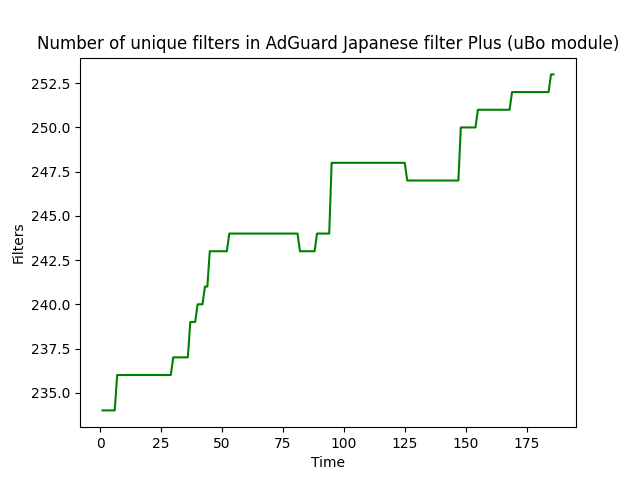 Number of unique filters in AdGuard Japanese filter Plus (uBo module)
252.5
250.0
247.5
245.0
242.5
240.0
237.5
235.0
Filters
0 25 50 75 100 125 150 175
Time